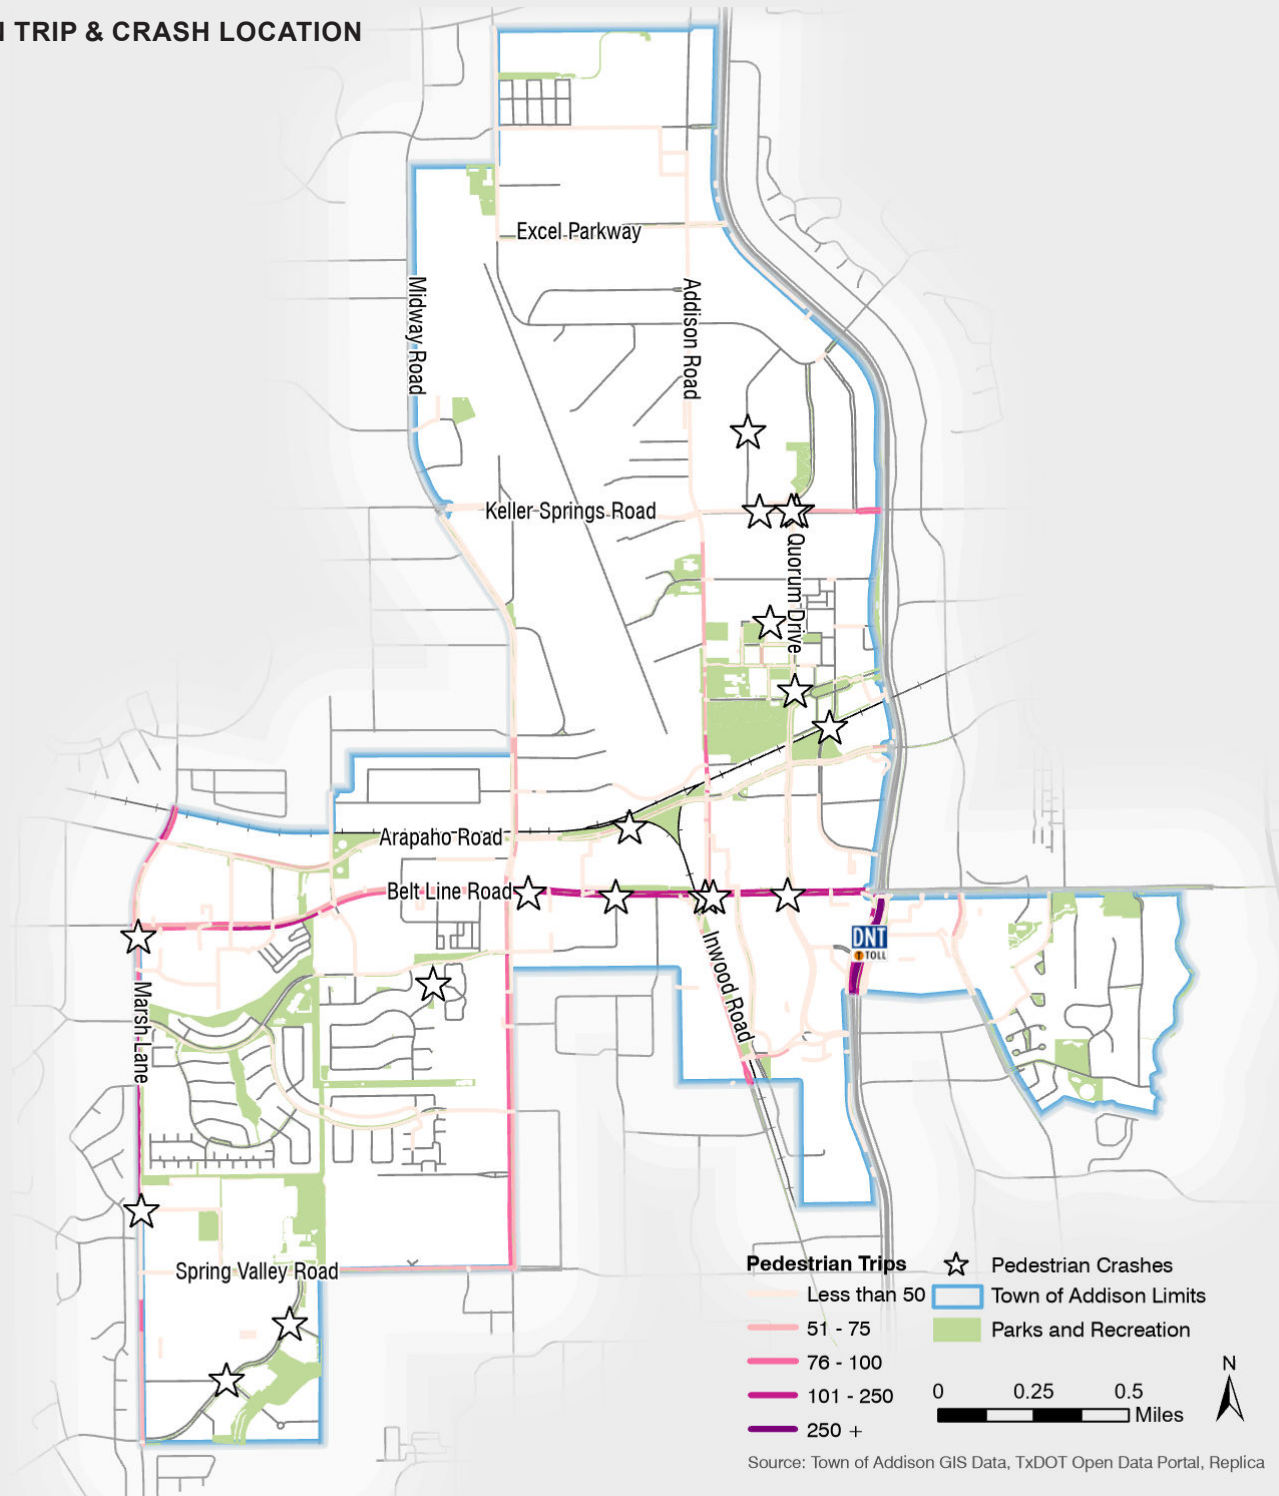 TRIP & CRASH LOCATION
Excel Parkway
Midway Road
Addison Road
Keller Springs Road
Quorum Drive
Arapaho Road
Belt Line Road
DNT
TOLL
Inwood Road
Marsh Lane
Spring Valley Road
Pedestrian Trips
Less than 50
51 - 75
76 - 100
101 - 250
250 +
Pedestrian Crashes
Town of Addison Limits
Parks and Recreation
N
0 0.25 0.5
Miles
Source: Town of Addison GIS Data, TxDOT Open Data Portal, Replica